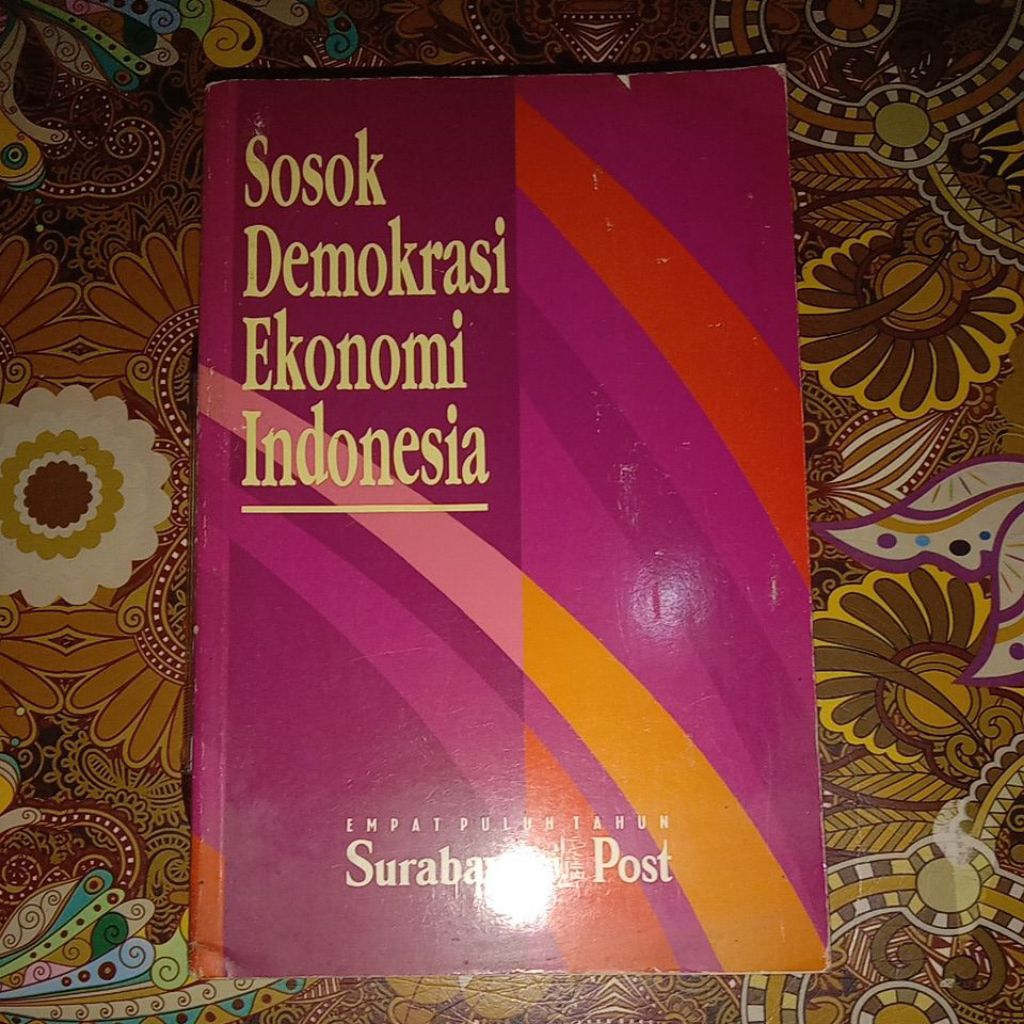 Sosok
Demokrasi
Ekonomi
Indonesia
EMPAT PULUH TAHUN
Post